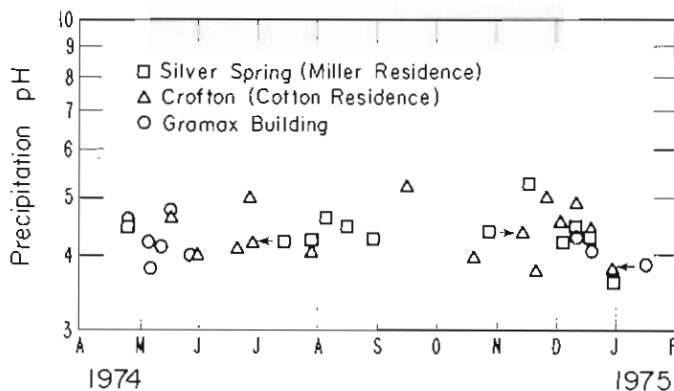 10
9
8
7
6
5
4
3
Precipitation pH
Silver Spring (Miller Residence)
Crofton (Cotton Residence)
Gramax Building
A M J J A S O N D J F
1974 1975